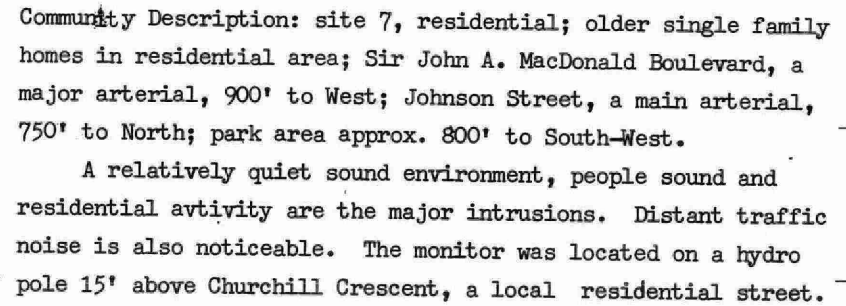 Community Description: site 7, residential; older single family
homes in residential area; Sir John A. MacDonald Boulevard, a
major arterial, 900' to West; Johnson Street, a main arterial,
750' to North; park area approx. 800' to South-West.
A relatively quiet sound environment, people sound and
residential avtivity are the major intrusions. Distant traffic
noise is also noticeable. The monitor was located on a hydro
pole 15' above Churchill Crescent, a local residential street.